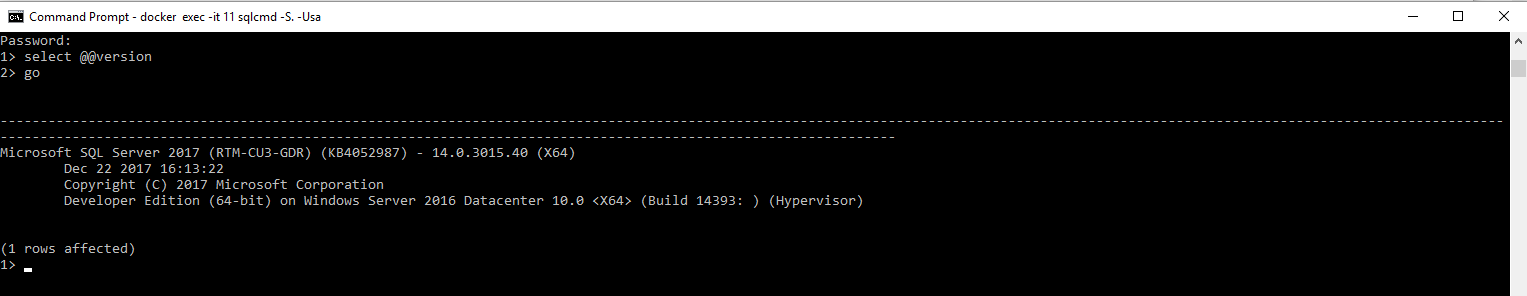 Command Prompt - docker exec -it 11 sqlcmd -S. -Usa
Password:
1> select @@version
2> go
--------------------------------------------------------------------------------------------------------------------------------------------------------------------------------------------
----------------------------------------------------------------------------------------------------------------
Microsoft SQL Server 2017 (RTM-CU3-GDR) (KB4052987) - 14.0.3015.40 (X64)
Dec 22 2017 16:13:22
Copyright (C) 2017 Microsoft Corporation
Developer Edition (64-bit) on Windows Server 2016 Datacenter 10.0 <X64> (Build 14393: ) (Hypervisor)
(1 rows affected)
1>